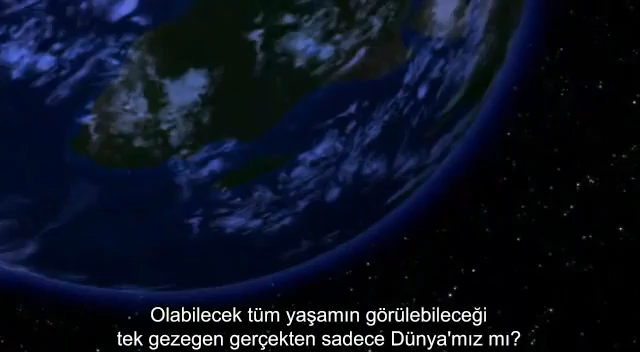 Olabilecek tüm yaşamın görülebileceği
tek gezegen gerçekten sadece Dünya'mız mı?